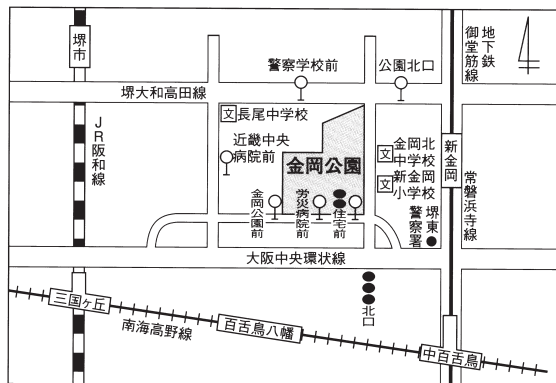 堺市
堺大和高田線
JR阪和線
警察学校前
公園北口
地下鉄
御堂筋線
文 長尾中学校
近畿中央
病院前
金岡公園
文 金岡北
中学校
文 新金岡
小学校
新金岡
常磐浜寺線
金岡公園前
労災病院前
●●住宅前
堺東
警察署
大阪中央環状線
●●●北口
三国ヶ丘
南海高野線
百舌鳥八幡
中百舌鳥